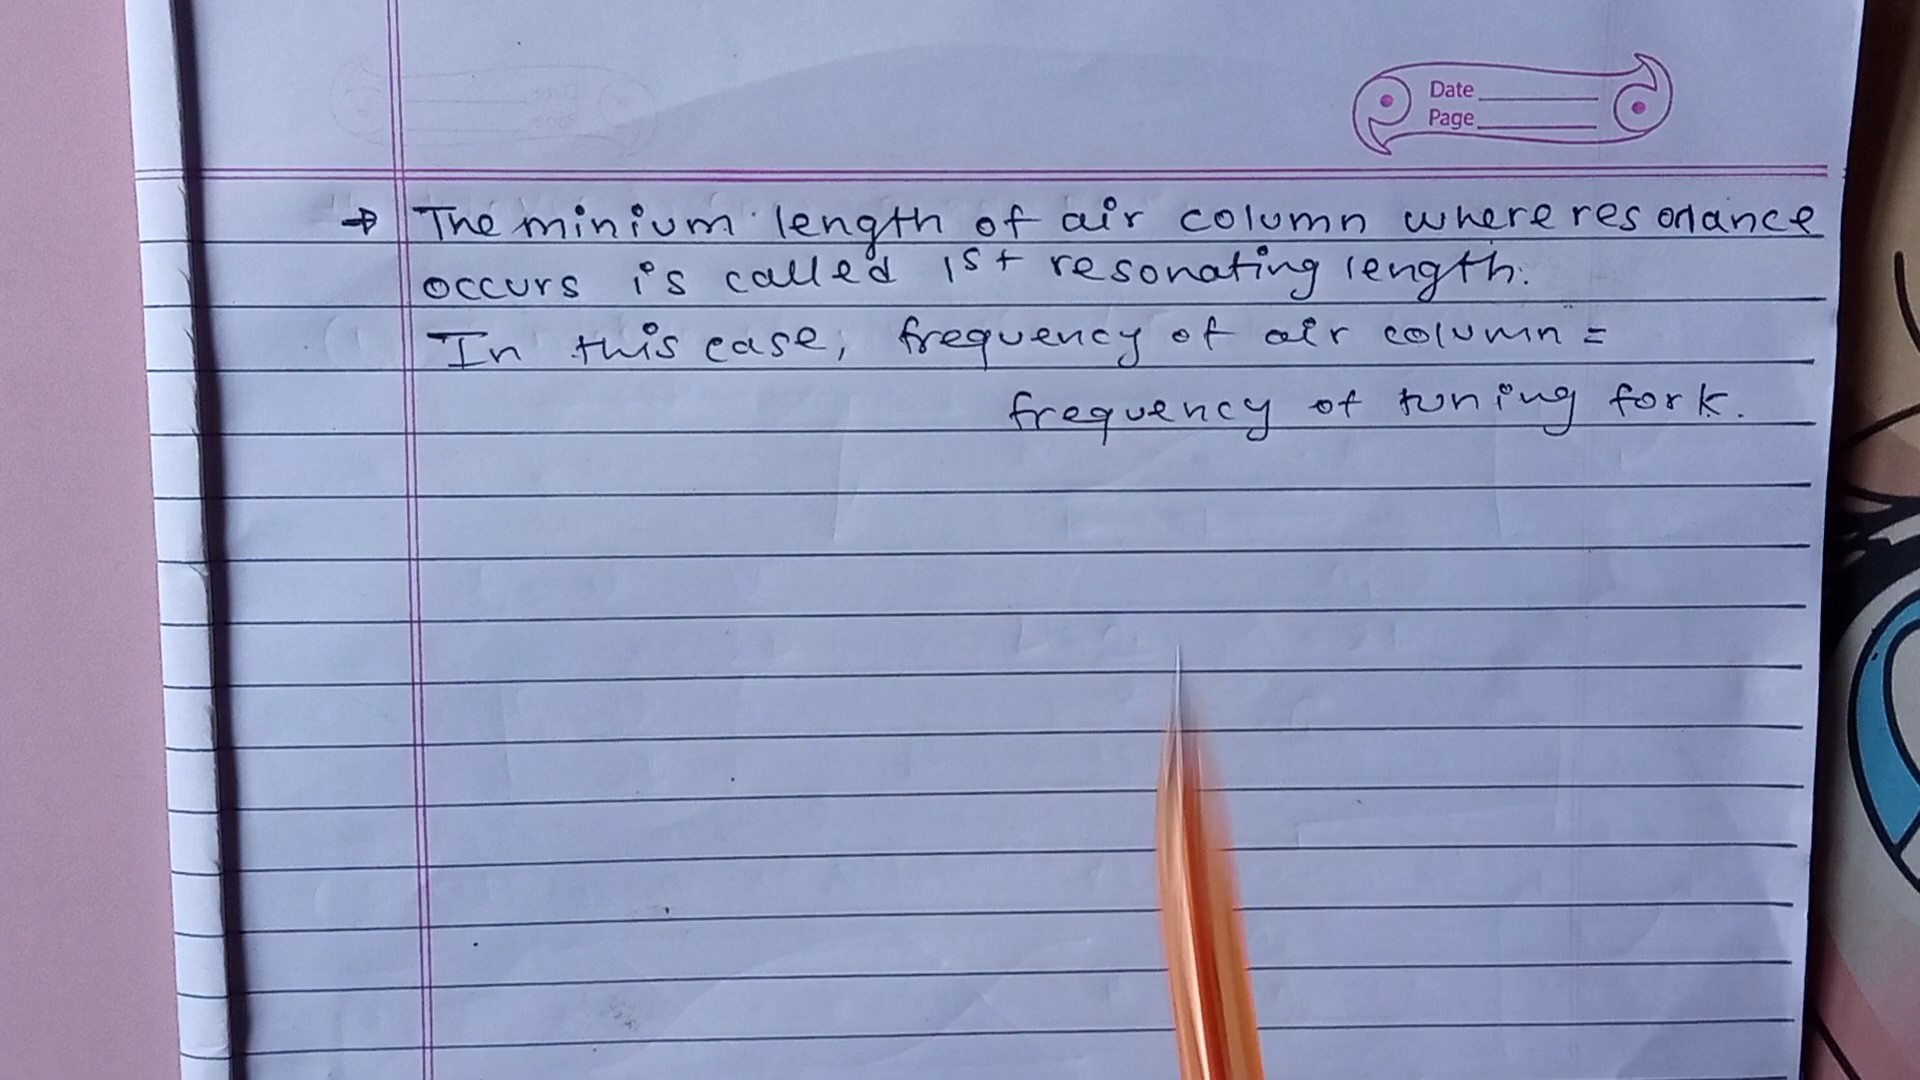 Date
Page
→ The minium length of air column where resonance
occurs is called 1st resonating length.
In this case, frequency of air column =
frequency of tuning fork.